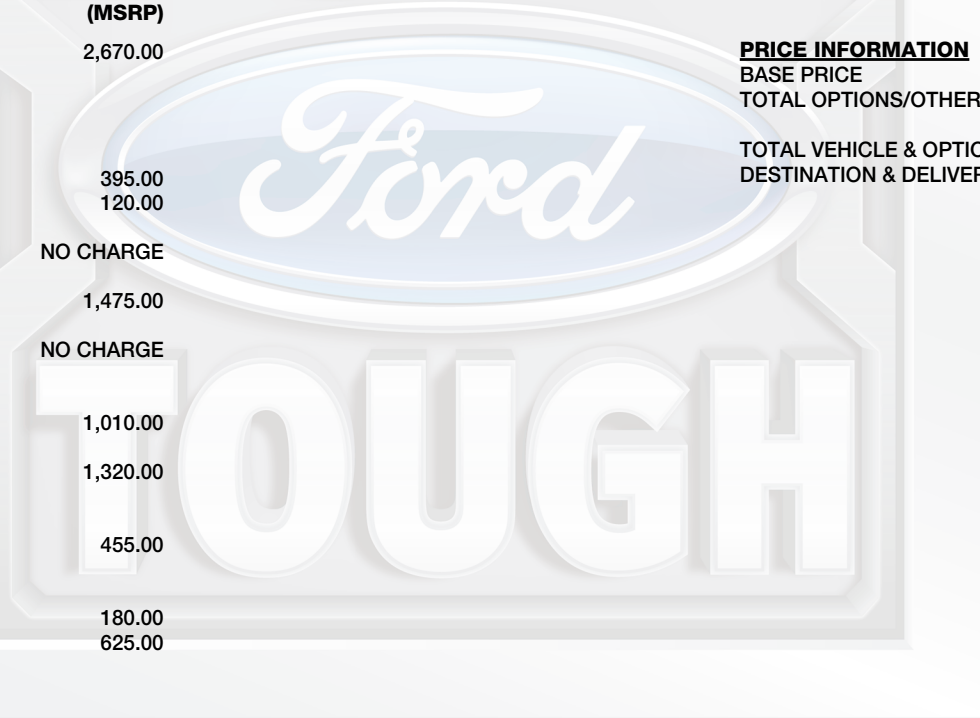 (MSRP)
2,670.00
395.00
120.00
NO CHARGE
1,475.00
NO CHARGE
1,010.00
1,320.00
455.00
180.00
625.00
PRICE INFORMATION
BASE PRICE
TOTAL OPTIONS/OTHER
TOTAL VEHICLE & OPTIO
DESTINATION & DELIVER
Ford
TOUGH